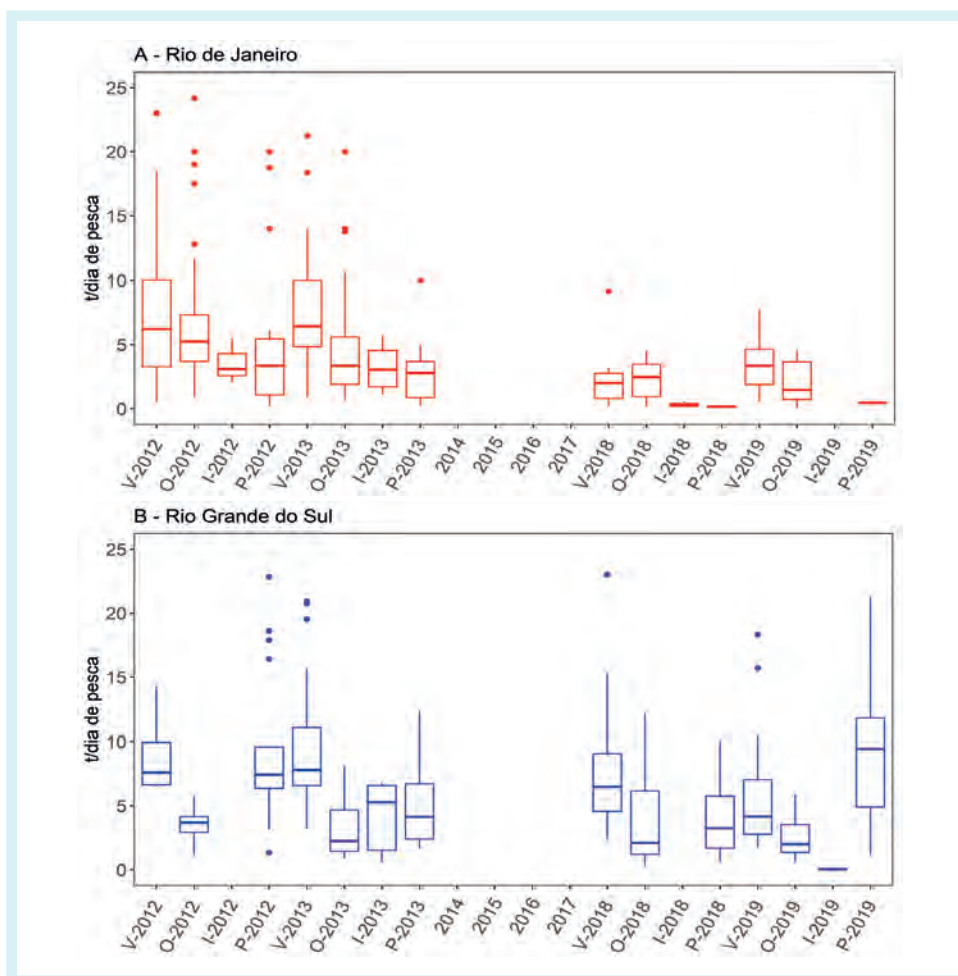 A - Rio de Janeiro
t/dia de pesca
25
20
15
10
5
0
V-2012
O-2012
I-2012
P-2012
V-2013
O-2013
I-2013
P-2013
2014
2015
2016
2017
V-2018
O-2018
I-2018
P-2018
V-2019
O-2019
I-2019
P-2019
B - Rio Grande do Sul
t/dia de pesca
25
20
15
10
5
0
V-2012
O-2012
I-2012
P-2012
V-2013
O-2013
I-2013
P-2013
2014
2015
2016
2017
V-2018
O-2018
I-2018
P-2018
V-2019
O-2019
I-2019
P-2019